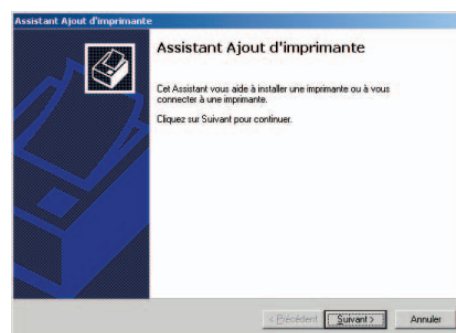 Assistant Ajout d'imprimante
Assistant Ajout d'imprimante
Cet Assistant vous aide à installer une imprimante ou à vous
connecter à une imprimante.
Cliquez sur Suivant pour continuer.
< Précédent Suivant > Annuler